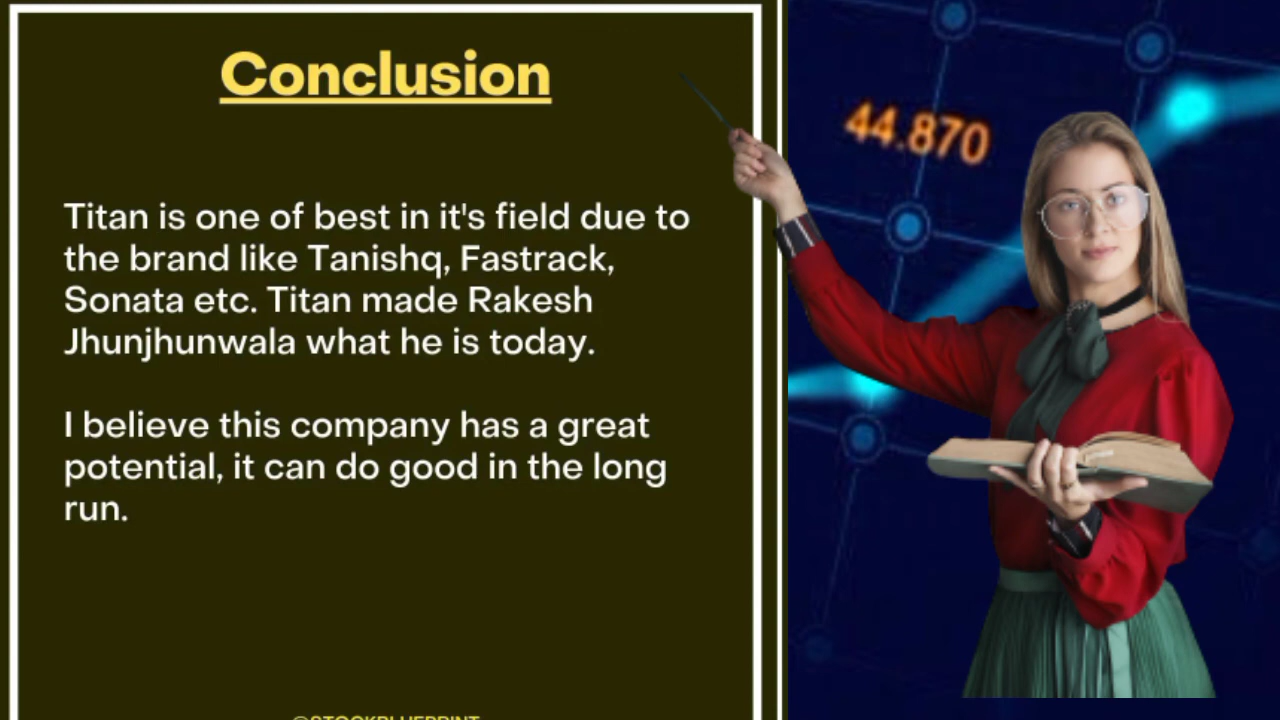 Conclusion
Titan is one of best in it's field due to
the brand like Tanishq, Fastrack,
Sonata etc. Titan made Rakesh
Jhunjhunwala what he is today.
I believe this company has a great
potential, it can do good in the long
run.
44.870
@STOCKBLUEPRINT